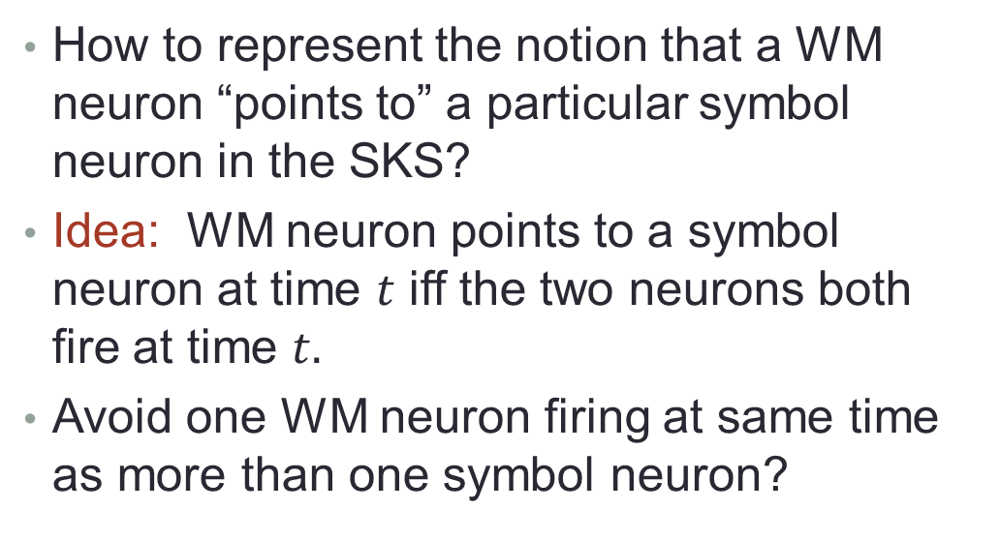 • How to represent the notion that a WM
neuron “points to” a particular symbol
neuron in the SKS?
• Idea:  WM neuron points to a symbol
neuron at time 𝑡 iff the two neurons both
fire at time 𝑡.
• Avoid one WM neuron firing at same time
as more than one symbol neuron?